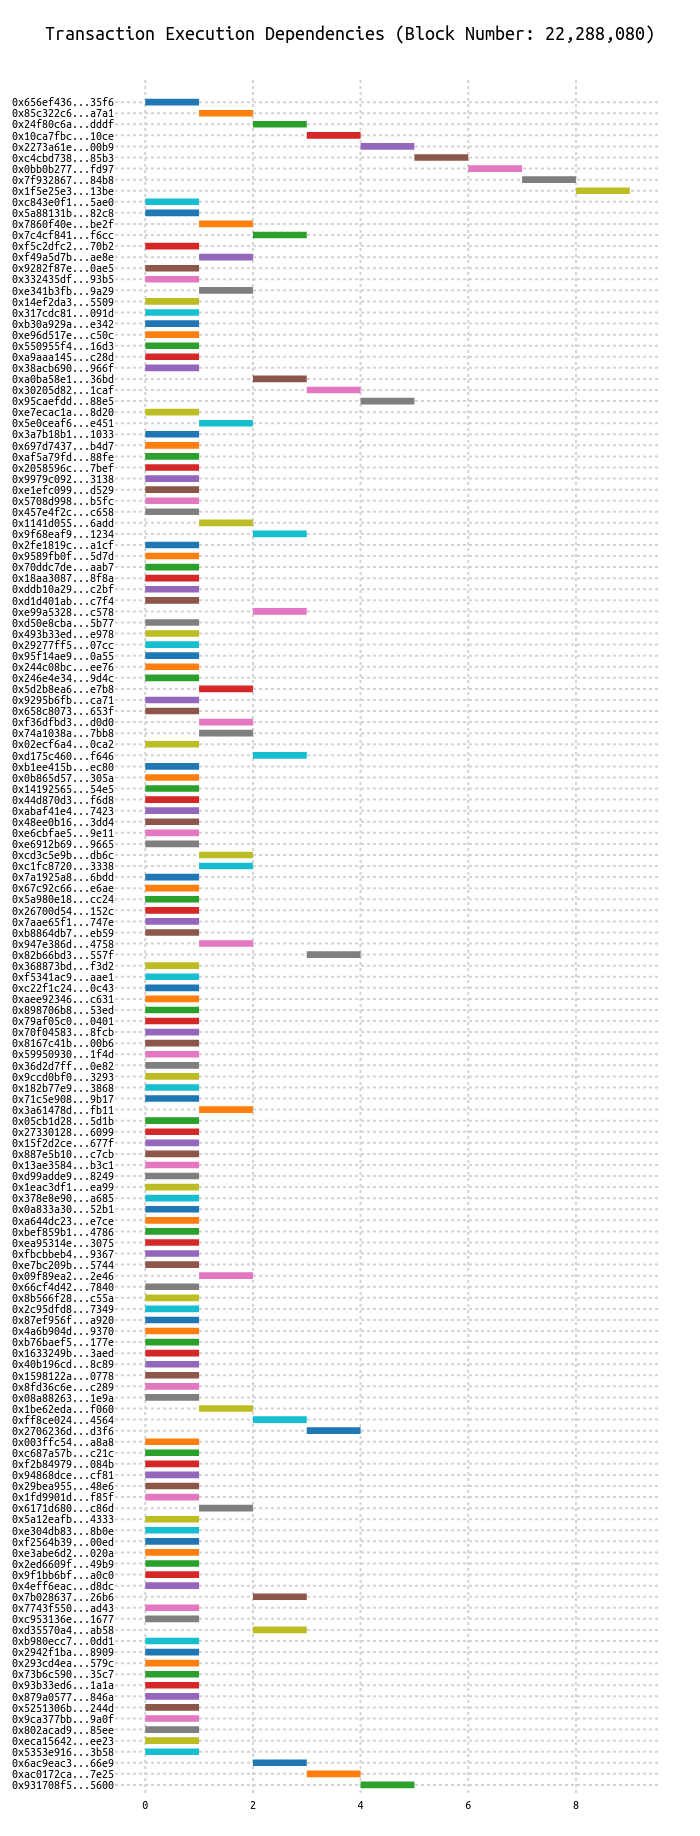 Transaction Execution Dependencies (Block Number: 22,288,080)
0x656ef436...35f6
0x85c322c6...a7a1
0x24f80c6a...dddf
0x10ca7fbc...10ce
0x2273a61e...00b9
0xc4cbd738...85b3
0x0bb0b277...fd97
0x7f932867...84b8
0x1f5e25e3...13be
0xc843e0f1...5ae0
0x5a88131b...82c8
0x7860f40e...be2f
0x7c4cf841...f6cc
0xf5c2dfc2...70b2
0xf49a5d7b...ae8e
0x9282f87e...0ae5
0x332435df...93b5
0xe341b3fb...9a29
0x14ef2da3...5509
0x317cdc81...091d
0xb30a929a...e342
0xe96d517e...c50c
0x550955f4...16d3
0xa9aaa145...c28d
0x38acb690...966f
0xa0ba58e1...36bd
0x30205d82...1caf
0x95caefdd...88e5
0xe7ecac1a...8d20
0x5e0ceaf6...e451
0x3a7b18b1...1033
0x697d7437...b4d7
0xaf5a79fd...88fe
0x2058596c...7bef
0x9979c092...3138
0xe1efc099...d529
0x5708d998...b5fc
0x457e4f2c...c658
0x1141d055...6add
0x9f68eaf9...1234
0x2fe1819c...a1cf
0x9589fb0f...5d7d
0x70ddc7de...aab7
0x18aa3087...8f8a
0xddb10a29...c2bf
0xd1d401ab...c7f4
0xe99a5328...c578
0xd50e8cba...5b77
0x493b33ed...e978
0x29277ff5...07cc
0x95f14ae9...0a55
0x244c08bc...ee76
0x246e4e34...9d4c
0x5d2b8ea6...e7b8
0x9295b6fb...ca71
0x658c8073...653f
0xf36dfbd3...d0d0
0x74a1038a...7bb8
0x02ecf6a4...0ca2
0xd175c460...f646
0xb1ee415b...ec80
0x0b865d57...305a
0x14192565...54e5
0x44d870d3...f6d8
0xabaf41e4...7423
0x48ee0b16...3dd4
0xe6cbfae5...9e11
0xe6912b69...9665
0xcd3c5e9b...db6c
0xc1fc8720...3338
0x7a1925a8...6bdd
0x67c92c66...e6ae
0x5a980e18...cc24
0x26700d54...152c
0x7aae65f1...747e
0xb8864db7...eb59
0x947e386d...4758
0x82b66bd3...557f
0x368873bd...f3d2
0xf5341ac9...aae1
0xc22f1c24...0c43
0xaee92346...c631
0x898706b8...53ed
0x79af05c0...0401
0x70f04583...8fcb
0x8167c41b...00b6
0x59950930...1f4d
0x36d2d7ff...0e82
0x9ccd0bf0...3293
0x182b77e9...3868
0x71c5e908...9b17
0x3a61478d...fb11
0x05cb1d28...5d1b
0x27330128...6099
0x15f2d2ce...677f
0x887e5b10...c7cb
0x13ae3584...b3c1
0xd99adde9...8249
0x1eac3df1...ea99
0x378e8e90...a685
0x0a833a30...52b1
0xa644dc23...e7ce
0xbef859b1...4786
0xea95314e...3075
0xfbcbbeb4...9367
0xe7bc209b...5744
0x09f89ea2...2e46
0x66cf4d42...7840
0x8b566f28...c55a
0x2c95dfd8...7349
0x87ef956f...a920
0x4a6b904d...9370
0xb76baef5...177e
0x1633249b...3aed
0x40b196cd...8c89
0x1598122a...0778
0x8fd36c6e...c289
0x08a88263...1e9a
0x1be62eda...f060
0xff8ce024...4564
0x2706236d...d3f6
0x003ffc54...a8a8
0xc687a57b...c21c
0xf2b84979...084b
0x94868dce...cf81
0x29bea955...48e6
0x1fd9901d...f85f
0x6171d680...c86d
0x5a12eafb...4333
0xe304db83...8b0e
0xf2564b39...00ed
0xe3abe6d2...020a
0x2ed6609f...49b9
0x9f1bb6bf...a0c0
0x4eff6eac...d8dc
0x7b028637...26b6
0x7743f550...ad43
0xc953136e...1677
0xd35570a4...ab58
0xb980ecc7...0dd1
0x2942f1ba...8909
0x293cd4ea...579c
0x73b6c590...35c7
0x93b33ed6...1a1a
0x879a0577...846a
0x5251306b...244d
0x9ca377bb...9a0f
0x802acad9...85ee
0xeca15642...ee23
0x5353e916...3b58
0x6ac9eac3...66e9
0xac0172ca...7e25
0x931708f5...5600
0 2 4 6 8